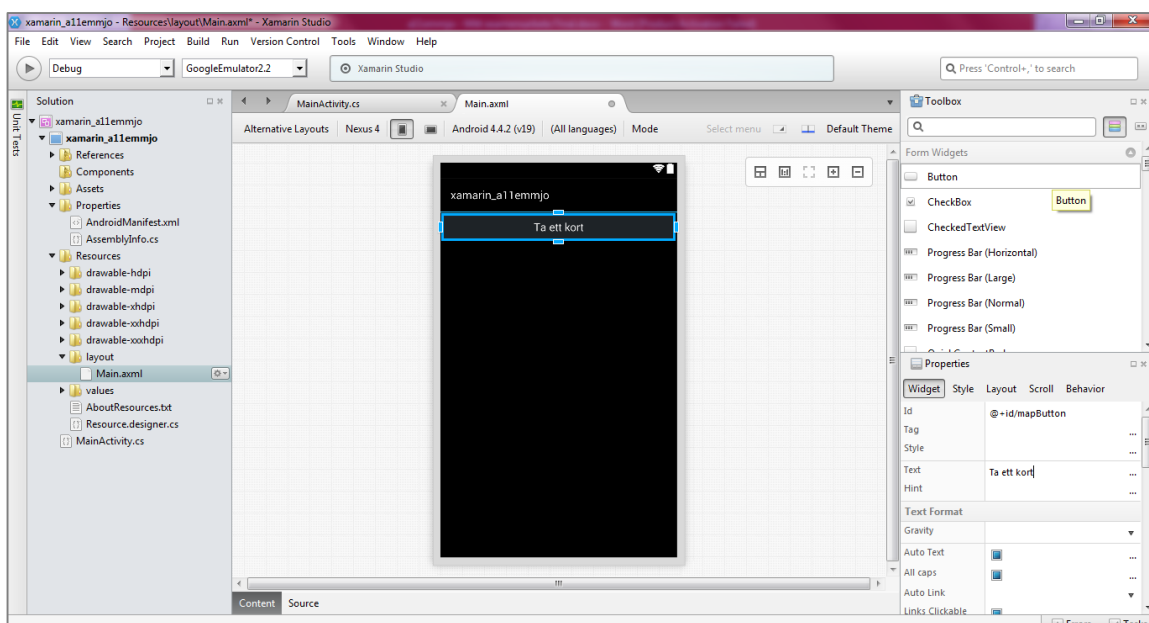 xamarin_a11emmjo - Resources\layout\Main.axml* - Xamarin Studio
File Edit View Search Project Build Run Version Control Tools Window Help
Debug GoogleEmulator2.2 Xamarin Studio Press 'Control+,' to search
Unit Tests
Solution
xamarin_a11emmjo
xamarin_a11emmjo
References
Components
Assets
Properties
AndroidManifest.xml
AssemblyInfo.cs
Resources
drawable-hdpi
drawable-mdpi
drawable-xhdpi
drawable-xxhdpi
drawable-xxxhdpi
layout
Main.axml
values
AboutResources.txt
Resource.designer.cs
MainActivity.cs
MainActivity.cs Main.axml
Alternative Layouts Nexus 4 Android 4.4.2 (v19) (All languages) Mode Select menu Default Theme
xamarin_a11emmjo
Ta ett kort
Content Source
Toolbox
Form Widgets
Button
Button
CheckBox
CheckedTextView
Progress Bar (Horizontal)
Progress Bar (Large)
Progress Bar (Normal)
Progress Bar (Small)
Properties
Widget Style Layout Scroll Behavior
Id @+id/mapButton
Tag ...
Style ...
Text Ta ett kort ...
Hint ...
Text Format
Gravity
Auto Text ...
All caps ...
Auto Link
Links Clickable